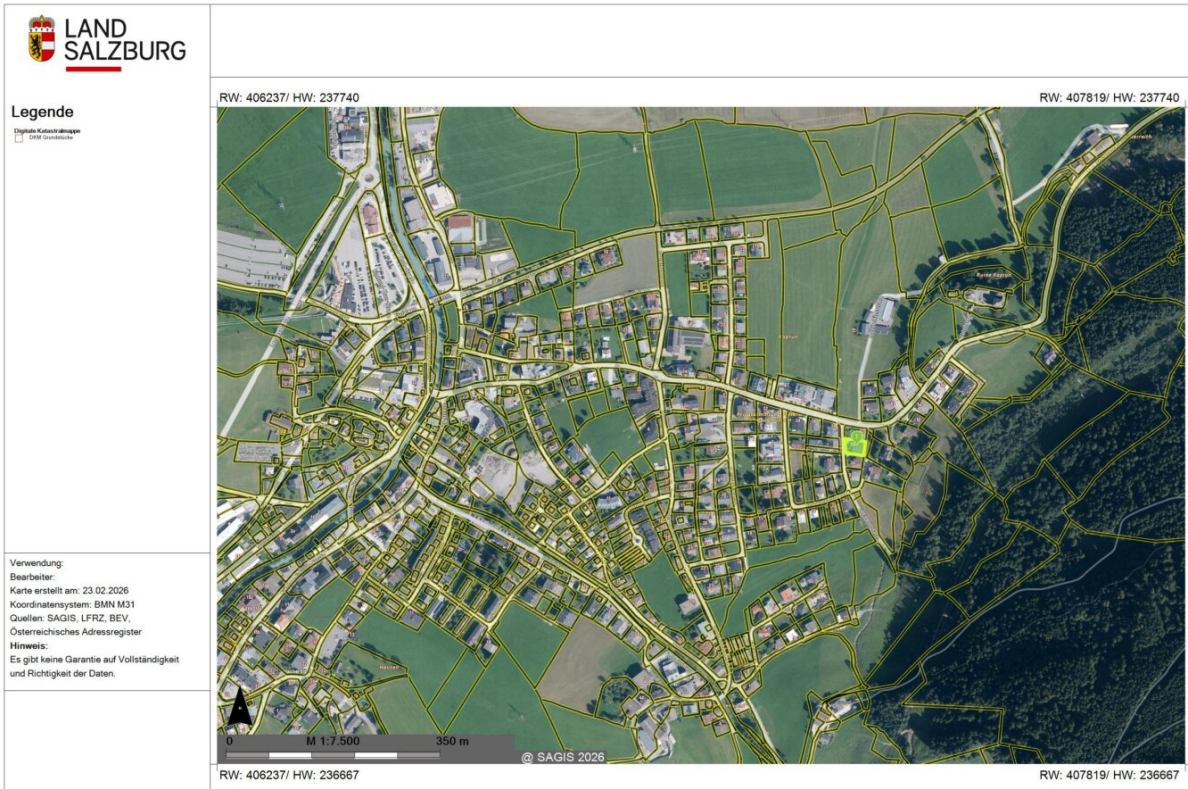 LAND
SALZBURG
Legende
Digitale Katastralmappe
DKM Grundstücke
RW: 406237/ HW: 237740
RW: 407819/ HW: 237740
Burg Kaprun
Kaprun
Verwendung:
Bearbeiter:
Karte erstellt am: 23.02.2026
Koordinatensystem: BMN M31
Quellen: SAGIS, LFRZ, BEV,
Österreichisches Adressregister
Hinweis:
Es gibt keine Garantie auf Vollständigkeit
und Richtigkeit der Daten.
0 M 1:7.500 350 m
@ SAGIS 2026
RW: 406237/ HW: 236667
RW: 407819/ HW: 236667